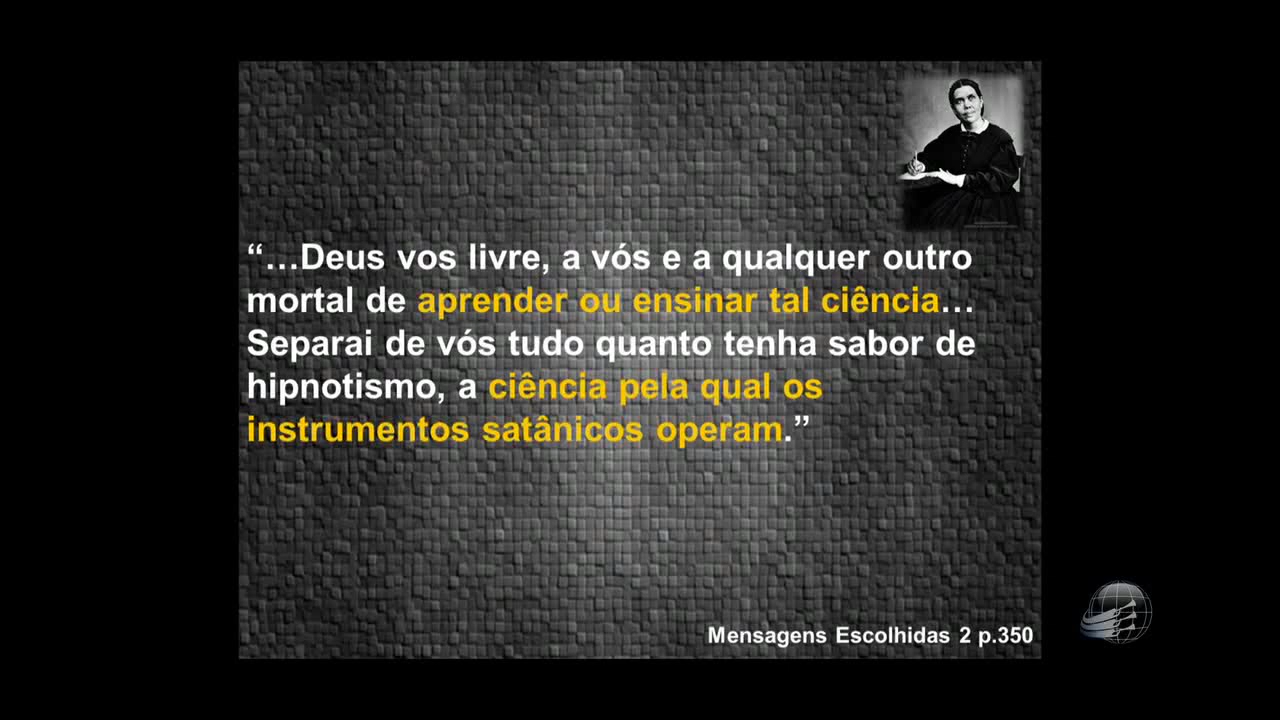 “...Deus vos livre, a vós e a qualquer outro
mortal de aprender ou ensinar tal ciência...
Separai de vós tudo quanto tenha sabor de
hipnotismo, a ciência pela qual os
instrumentos satânicos operam.”
Mensagens Escolhidas 2 p.350